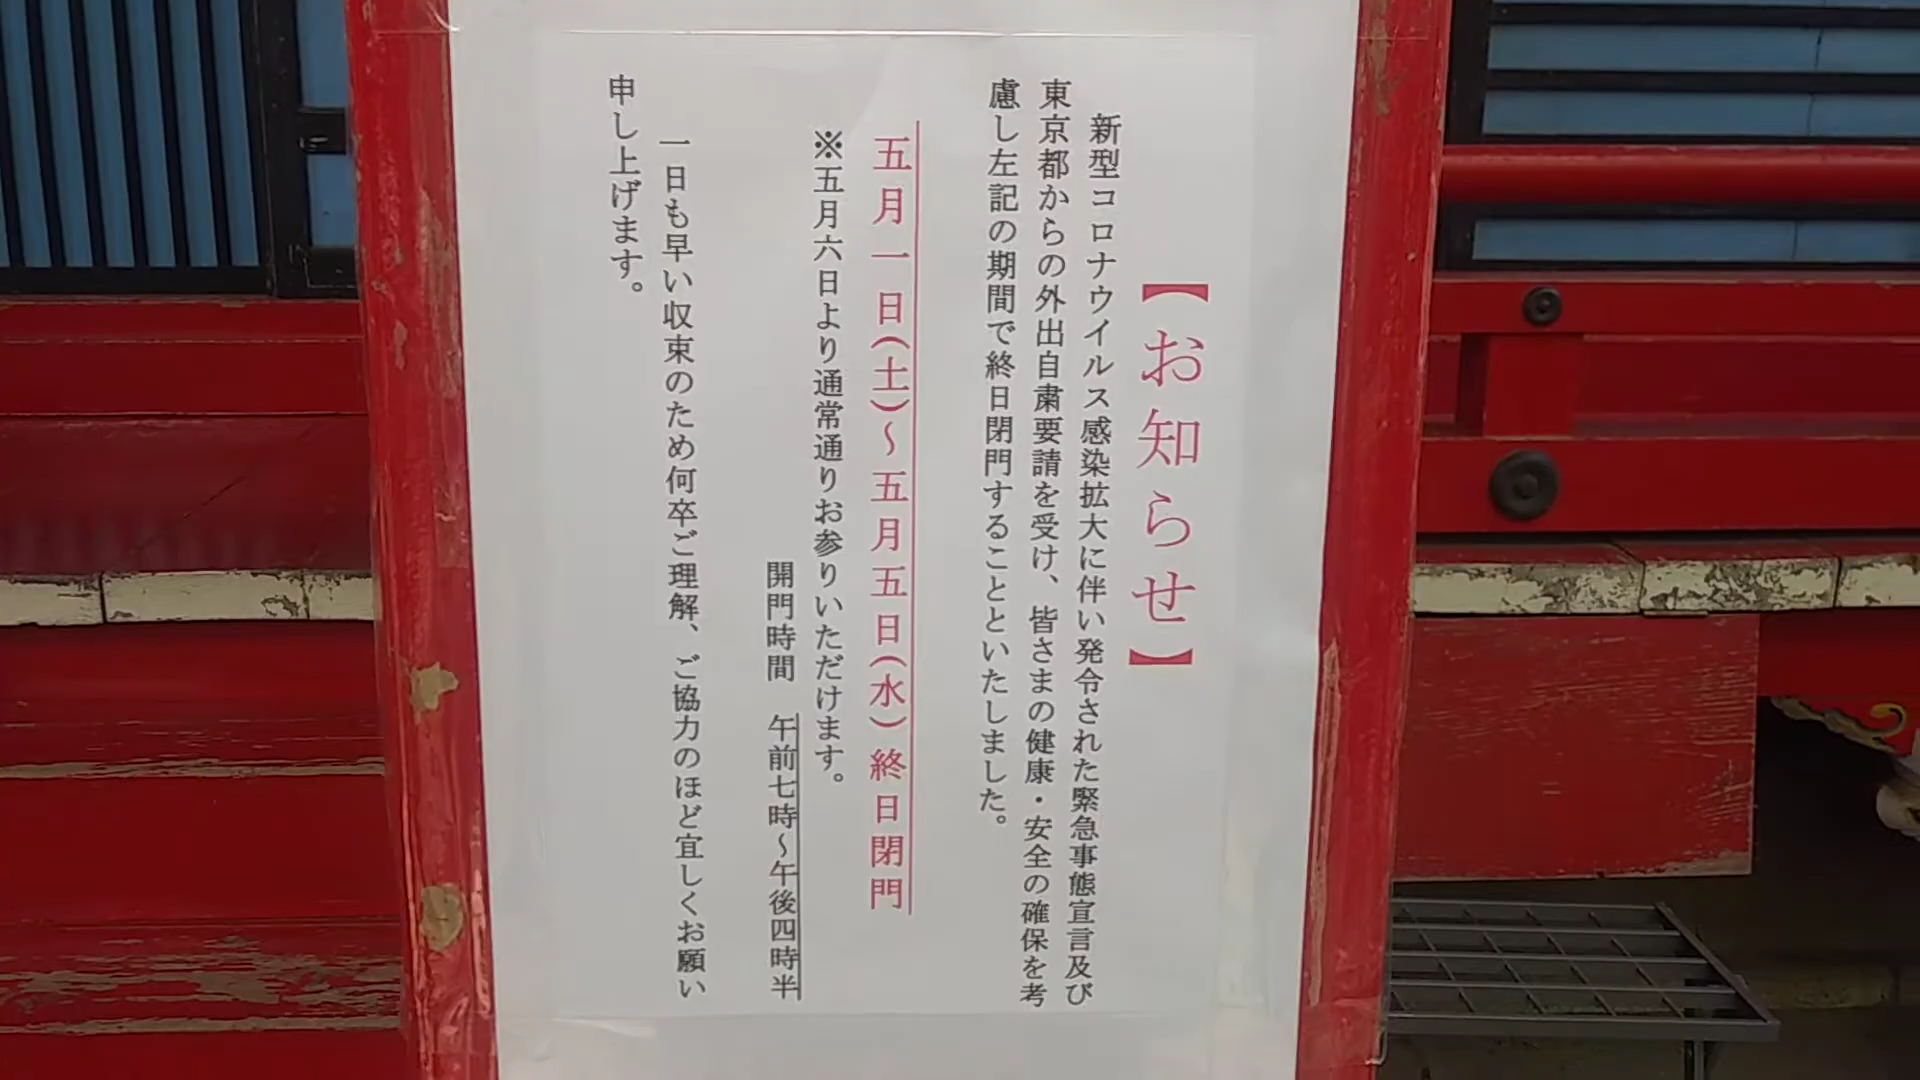 【お知らせ】
新型コロナウイルス感染拡大に伴い発令された緊急事態宣言及び
東京都からの外出自粛要請を受け、皆さまの健康・安全の確保を考
慮し左記の期間で終日閉門することといたしました。
五月一日(土)～五月五日(水)終日閉門
※五月六日より通常通りお参りいただけます。
開門時間　午前七時～午後四時半
一日も早い収束のため何卒ご理解、ご協力のほど宜しくお願い
申し上げます。